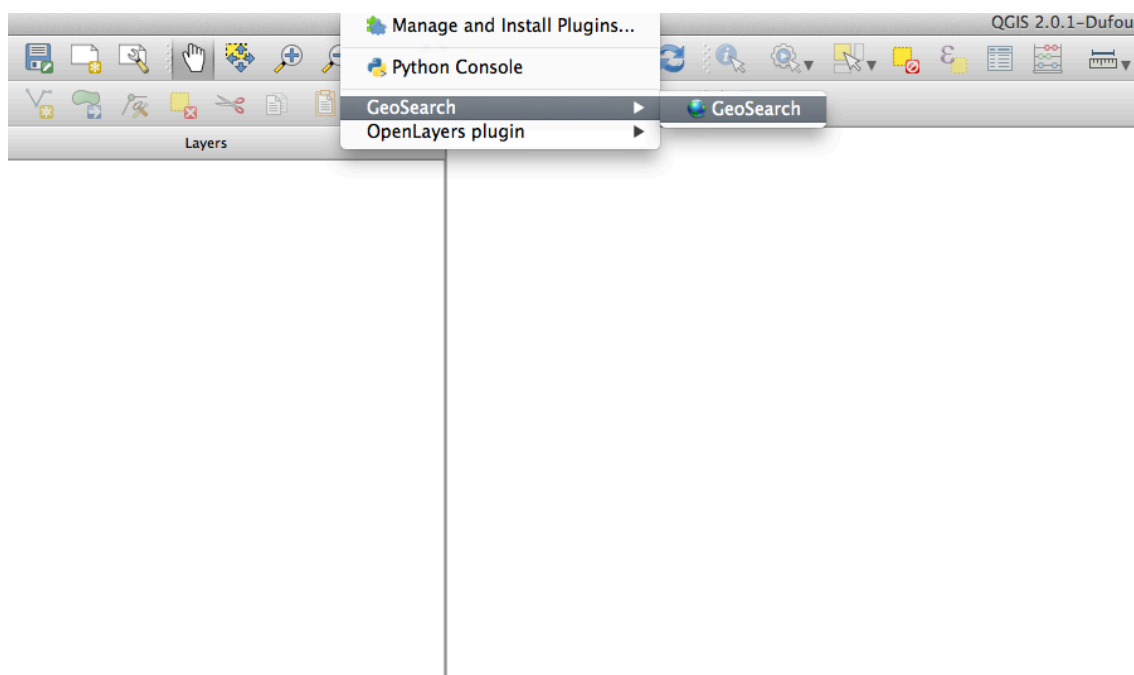 QGIS 2.0.1-Dufou
Manage and Install Plugins...
Python Console
GeoSearch
GeoSearch
OpenLayers plugin
Layers